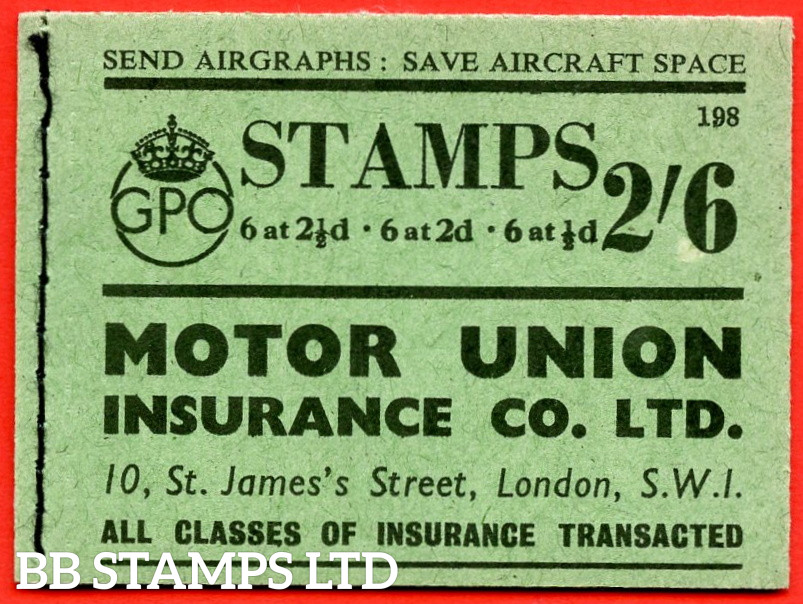 SEND AIRGRAPHS : SAVE AIRCRAFT SPACE
198
GPO
STAMPS 2/6
6 at 2½d · 6 at 2d · 6 at ½d
MOTOR UNION
INSURANCE CO. LTD.
10, St. James's Street, London, S.W.1.
ALL CLASSES OF INSURANCE TRANSACTED
BB STAMPS LTD